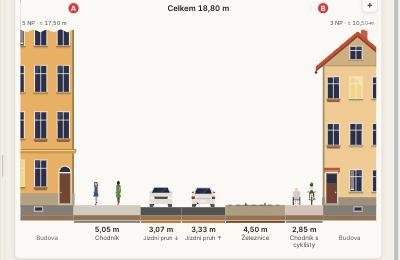 A
Celkem 18,80 m
B
+
5 NP · ≈ 17,50 m
3 NP · ≈ 10,50 m
5,05 m
3,07 m
3,33 m
4,50 m
2,85 m
Budova
Chodník
Jízdní pruh ↓
Jízdní pruh ↑
Železnice
Chodník s
cyklisty
Budova